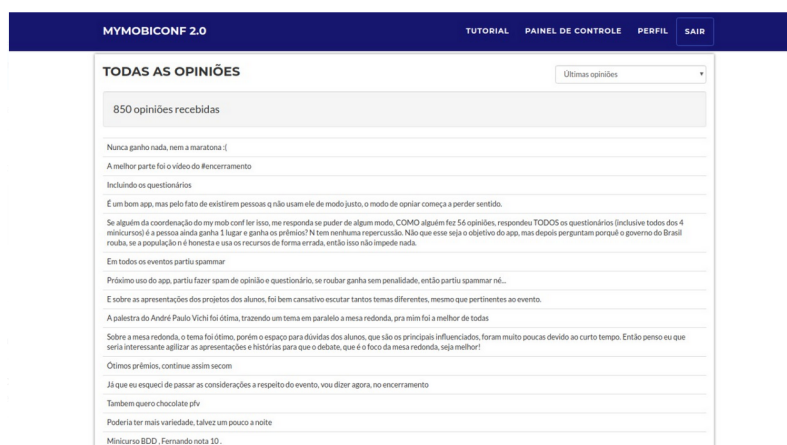 MYMOBICONF 2.0
TUTORIAL PAINEL DE CONTROLE PERFIL SAIR
TODAS AS OPINIÕES
Últimas opiniões
850 opiniões recebidas
Nunca ganho nada, nem a maratona :(
A melhor parte foi o vídeo do #encerramento
Incluindo os questionários
É um bom app, mas pelo fato de existirem pessoas q não usam ele de modo justo, o modo de opniar começa a perder sentido.
Se alguém da coordenação do my mob conf ler isso, me responda se puder de algum modo, COMO alguém fez 56 opiniões, respondeu TODOS os questionários (inclusive todos dos 4
minicursos) é a pessoa ainda ganha 1 lugar e ganha os prêmios? N tem nenhuma repercussão. Não que esse seja o objetivo do app, mas depois perguntam porquê o governo do Brasil
rouba, se a população n é honesta e usa os recursos de forma errada, então isso não impede nada.
Em todos os eventos partiu spammar
Próximo uso do app, partiu fazer spam de opinião e questionário, se roubar ganha sem penalidade, então partiu spammar né...
E sobre as apresentações dos projetos dos alunos, foi bem cansativo escutar tantos temas diferentes, mesmo que pertinentes ao evento.
A palestra do André Paulo Vichi foi ótima, trazendo um tema em paralelo a mesa redonda, pra mim foi a melhor de todas
Sobre a mesa redonda, o tema foi ótimo, porém o espaço para dúvidas dos alunos, que são os principais influenciados, foram muito poucas devido ao curto tempo. Então penso eu que
seria interessante agilizar as apresentações e histórias para que o debate, que é o foco da mesa redonda, seja melhor!
Ótimos prêmios, continue assim secom
Já que eu esqueci de passar as considerações a respeito do evento, vou dizer agora, no encerramento
Tambem quero chocolate pfv
Poderia ter mais variedade, talvez um pouco a noite
Minicurso BDD , Fernando nota 10 .